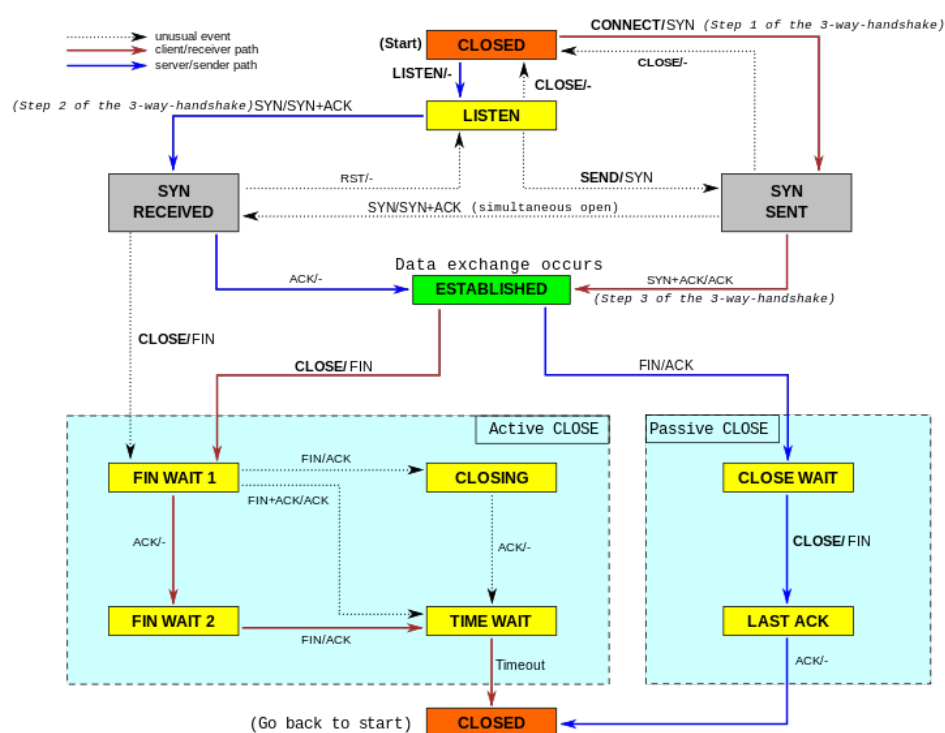 CONNECT/SYN (Step 1 of the 3-way-handshake)
unusual event
client/receiver path
server/sender path
(Start)
CLOSED
CLOSE/-
LISTEN/-
CLOSE/-
(Step 2 of the 3-way-handshake) SYN/SYN+ACK
LISTEN
SYN
RECEIVED
RST/-
SEND/SYN
SYN
SENT
SYN/SYN+ACK (simultaneous open)
Data exchange occurs
ACK/-
ESTABLISHED
SYN+ACK/ACK
(Step 3 of the 3-way-handshake)
CLOSE/FIN
CLOSE/FIN
FIN/ACK
Active CLOSE
Passive CLOSE
FIN WAIT 1
FIN/ACK
CLOSING
CLOSE WAIT
FIN+ACK/ACK
ACK/-
ACK/-
CLOSE/FIN
FIN WAIT 2
FIN/ACK
TIME WAIT
LAST ACK
Timeout
ACK/-
(Go back to start)
CLOSED